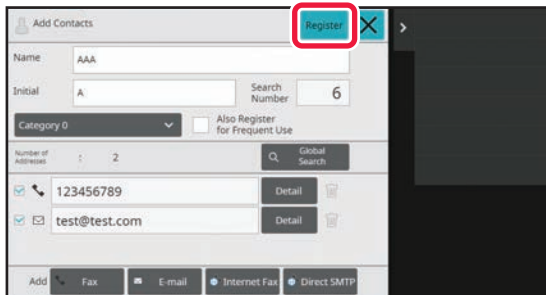 Add Contacts
Register
Name
AAA
Initial
A
Search
Number
6
Category 0
Also Register
for Frequent Use
Number of
Addresses
:
2
Global
Search
123456789
Detail
test@test.com
Detail
Add
Fax
E-mail
Internet Fax
Direct SMTP